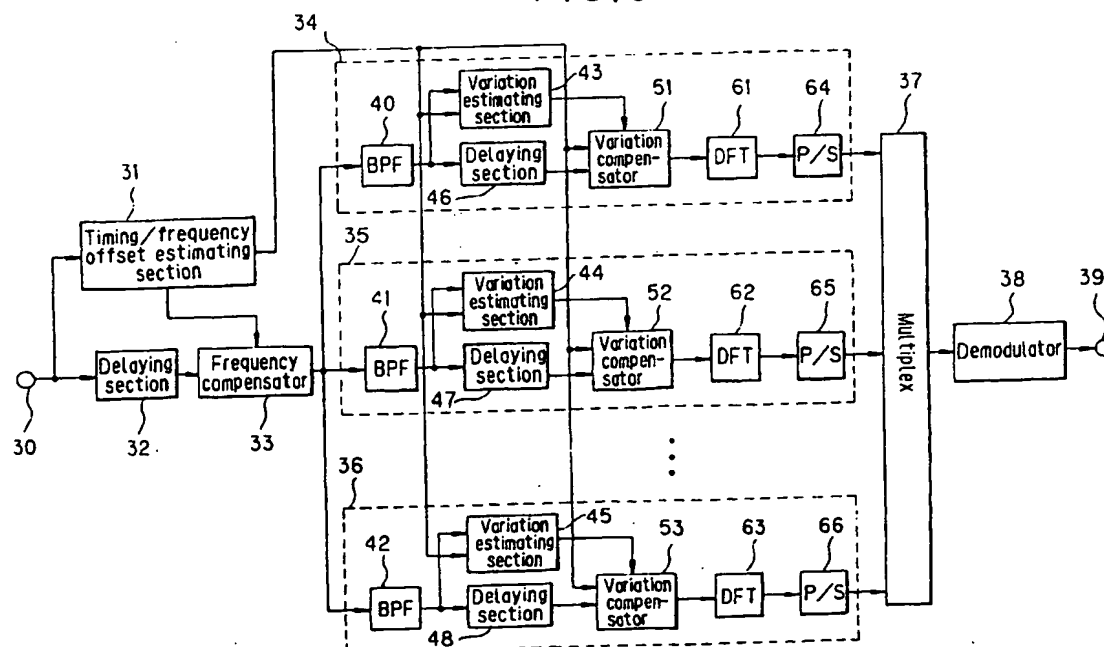 34
43
51
61
64
37
40
Variation
estimating
section
BPF
Delaying
section
Variation
compen-
sator
DFT
P/S
46
31
Timing/frequency
offset estimating
section
35
44
52
62
65
41
Variation
estimating
section
BPF
Delaying
section
Variation
compen-
sator
DFT
P/S
47
38
39
Delaying
section
Frequency
compensator
Multiplex
Demodulator
30
32
33
36
45
53
63
66
42
Variation
estimating
section
BPF
Delaying
section
Variation
compen-
sator
DFT
P/S
48